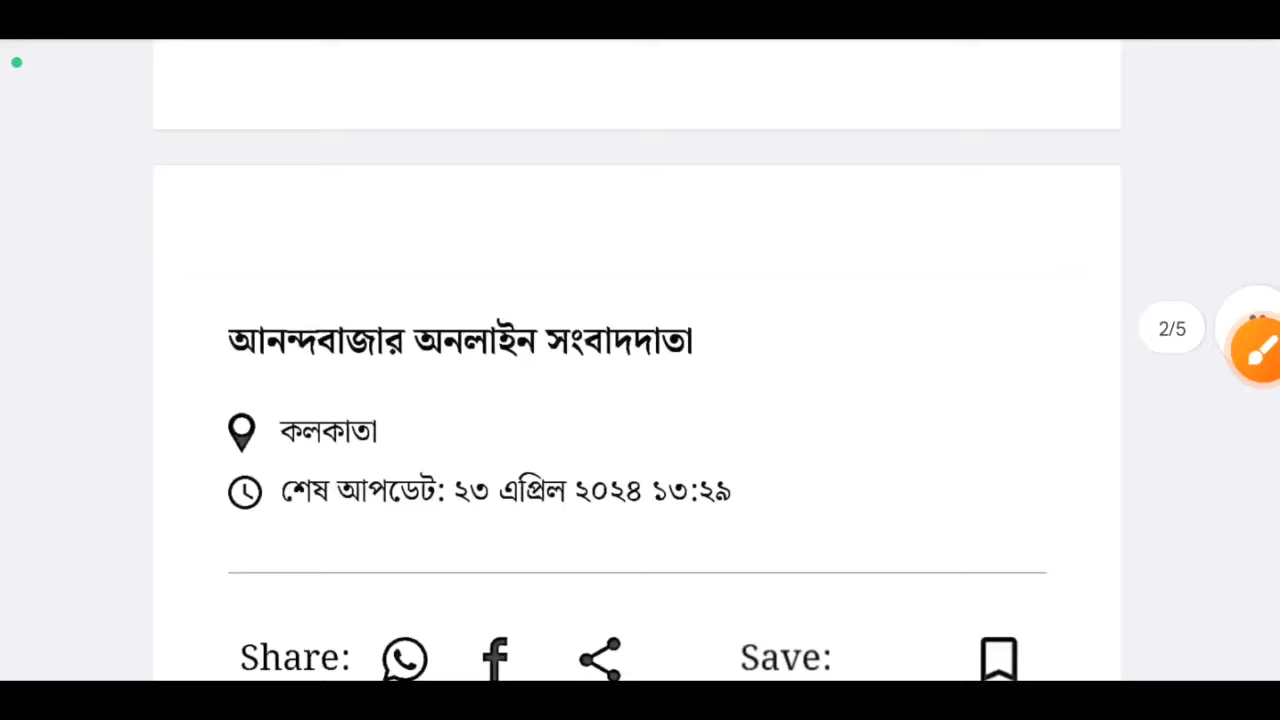 আনন্দবাজার অনলাইন সংবাদদাতা
2/5
কলকাতা
শেষ আপডেট: ২৩ এপ্রিল ২০২৪ ১৩:২৯
Share:
Save: